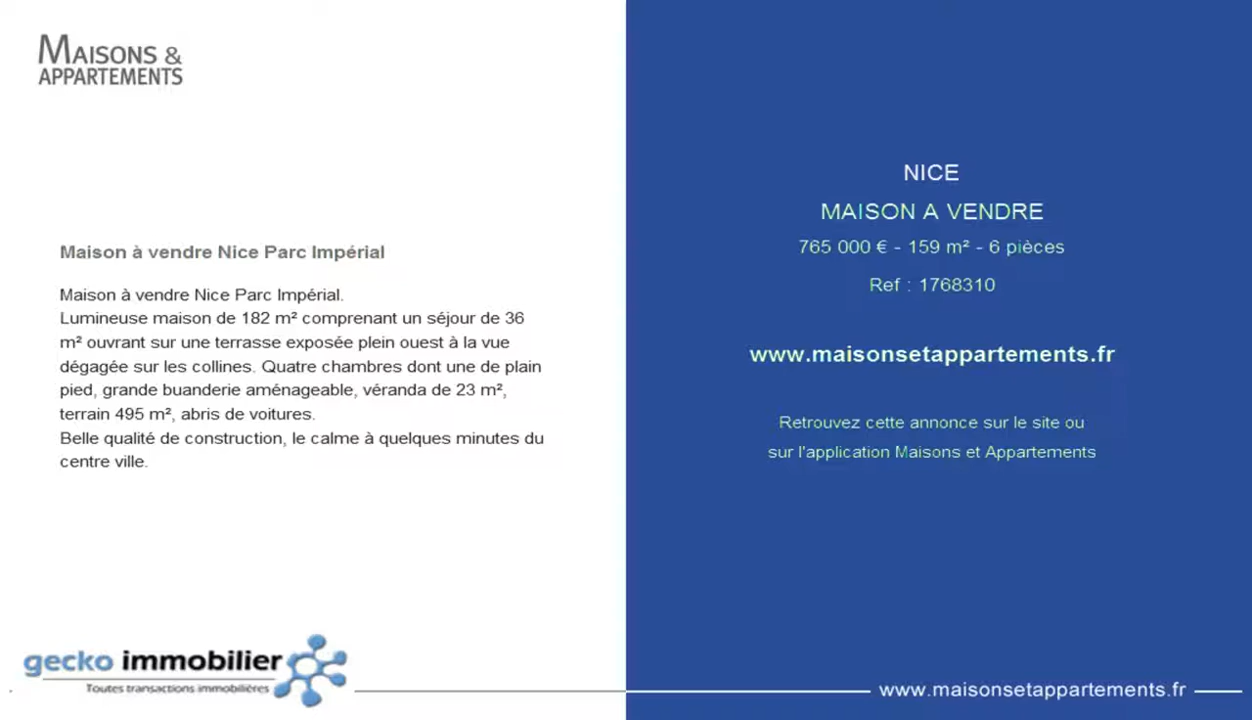 MAISONS &
APPARTEMENTS
Maison à vendre Nice Parc Impérial
Maison à vendre Nice Parc Impérial.
Lumineuse maison de 182 m² comprenant un séjour de 36
m² ouvrant sur une terrasse exposée plein ouest à la vue
dégagée sur les collines. Quatre chambres dont une de plain
pied, grande buanderie aménageable, véranda de 23 m²,
terrain 495 m², abris de voitures.
Belle qualité de construction, le calme à quelques minutes du
centre ville.
gecko immobilier
Toutes transactions immobilières
NICE
MAISON A VENDRE
765 000 € - 159 m² - 6 pièces
Ref : 1768310
www.maisonsetappartements.fr
Retrouvez cette annonce sur le site ou
sur l'application Maisons et Appartements
www.maisonsetappartements.fr